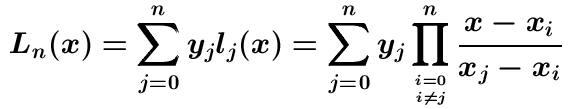 $L_n(x) = \sum_{j=0}^{n} y_j l_j(x) = \sum_{j=0}^{n} y_j \prod_{\substack{i=0 \\ i \neq j}}^{n} \frac{x - x_i}{x_j - x_i}$